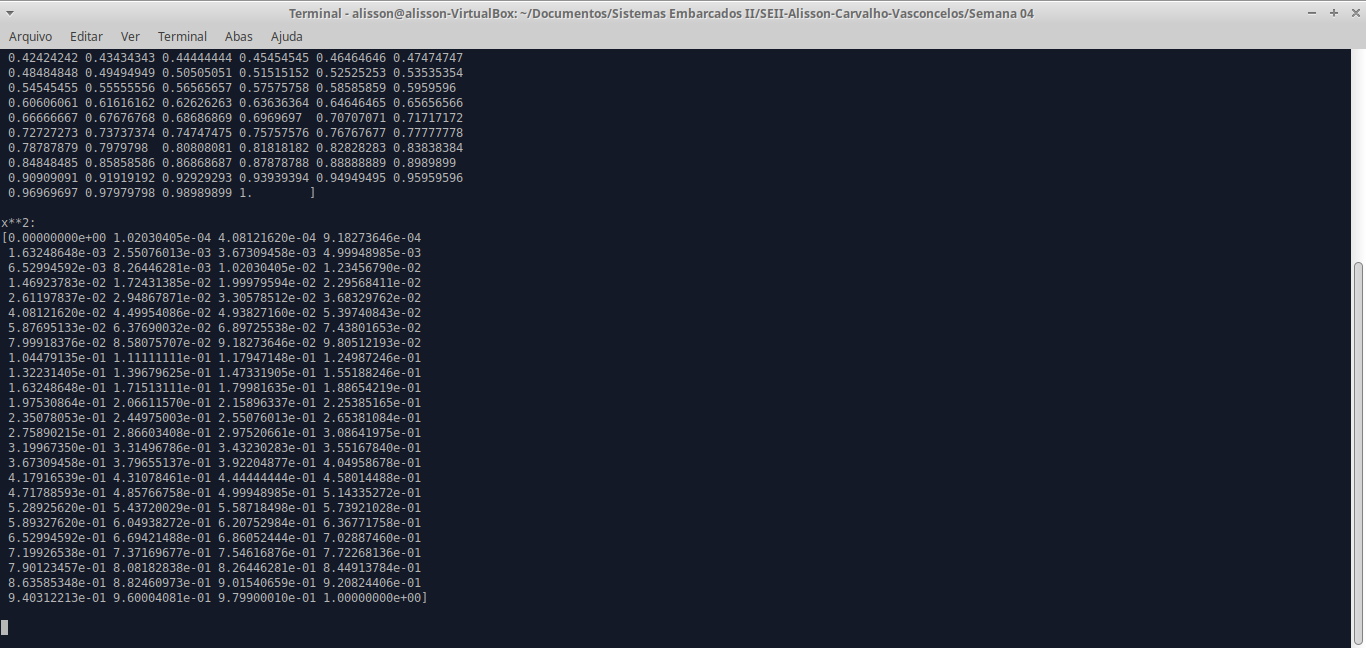 Terminal - alisson@alisson-VirtualBox: ~/Documentos/Sistemas Embarcados II/SEII-Alisson-Carvalho-Vasconcelos/Semana 04
Arquivo Editar Ver Terminal Abas Ajuda
0.42424242 0.43434343 0.44444444 0.45454545 0.46464646 0.47474747
0.48484848 0.49494949 0.50505051 0.51515152 0.52525253 0.53535354
0.54545455 0.55555556 0.56565657 0.57575758 0.58585859 0.5959596
0.60606061 0.61616162 0.62626263 0.63636364 0.64646465 0.65656566
0.66666667 0.67676768 0.68686869 0.6969697  0.70707071 0.71717172
0.72727273 0.73737374 0.74747475 0.75757576 0.76767677 0.77777778
0.78787879 0.7979798  0.80808081 0.81818182 0.82828283 0.83838384
0.84848485 0.85858586 0.86868687 0.87878788 0.88888889 0.8989899
0.90909091 0.91919192 0.92929293 0.93939394 0.94949495 0.95959596
0.96969697 0.97979798 0.98989899 1.        ]
x**2:
[0.00000000e+00 1.02030405e-04 4.08121620e-04 9.18273646e-04
1.63248648e-03 2.55076013e-03 3.67309458e-03 4.99948985e-03
6.52994592e-03 8.26446281e-03 1.02030405e-02 1.23456790e-02
1.46923783e-02 1.72431385e-02 1.99979594e-02 2.29568411e-02
2.61197837e-02 2.94867871e-02 3.30578512e-02 3.68329762e-02
4.08121620e-02 4.49954086e-02 4.93827160e-02 5.39740843e-02
5.87695133e-02 6.37690032e-02 6.89725538e-02 7.43801653e-02
7.99918376e-02 8.58075707e-02 9.18273646e-02 9.80512193e-02
1.04479135e-01 1.11111111e-01 1.17947148e-01 1.24987246e-01
1.32231405e-01 1.39679625e-01 1.47331905e-01 1.55188246e-01
1.63248648e-01 1.71513111e-01 1.79981635e-01 1.88654219e-01
1.97530864e-01 2.06611570e-01 2.15896337e-01 2.25385165e-01
2.35078053e-01 2.44975003e-01 2.55076013e-01 2.65381084e-01
2.75890215e-01 2.86603408e-01 2.97520661e-01 3.08641975e-01
3.19967350e-01 3.31496786e-01 3.43230283e-01 3.55167840e-01
3.67309458e-01 3.79655137e-01 3.92204877e-01 4.04958678e-01
4.17916539e-01 4.31078461e-01 4.44444444e-01 4.58014488e-01
4.71788593e-01 4.85766758e-01 4.99948985e-01 5.14335272e-01
5.28925620e-01 5.43720029e-01 5.58718498e-01 5.73921028e-01
5.89327620e-01 6.04938272e-01 6.20752984e-01 6.36771758e-01
6.52994592e-01 6.69421488e-01 6.86052444e-01 7.02887460e-01
7.19926538e-01 7.37169677e-01 7.54616876e-01 7.72268136e-01
7.90123457e-01 8.08182838e-01 8.26446281e-01 8.44913784e-01
8.63585348e-01 8.82460973e-01 9.01540659e-01 9.20824406e-01
9.40312213e-01 9.60004081e-01 9.79900010e-01 1.00000000e+00]